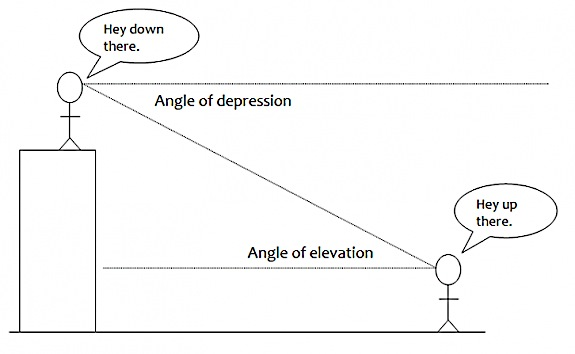 Hey down
there.
Angle of depression
Hey up
there.
Angle of elevation